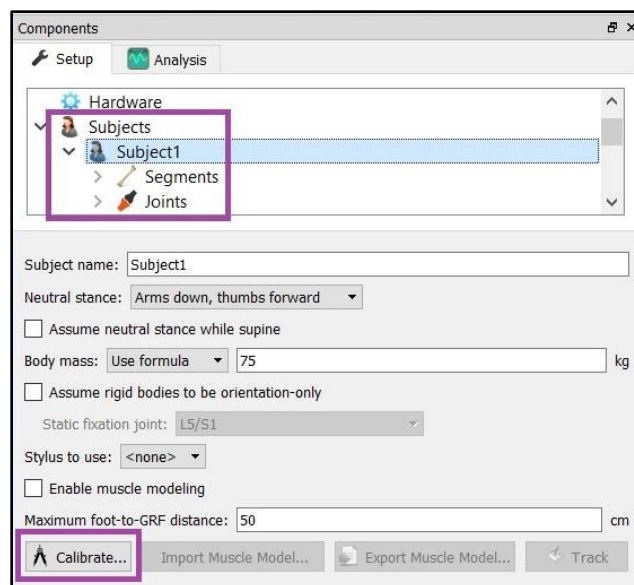 Components
Setup Analysis
Hardware
Subjects
Subject1
Segments
Joints
Subject name: Subject1
Neutral stance: Arms down, thumbs forward
Assume neutral stance while supine
Body mass: Use formula 75 kg
Assume rigid bodies to be orientation-only
Static fixation joint: L5/S1
Stylus to use: <none>
Enable muscle modeling
Maximum foot-to-GRF distance: 50 cm
Calibrate... Import Muscle Model... Export Muscle Model... Track